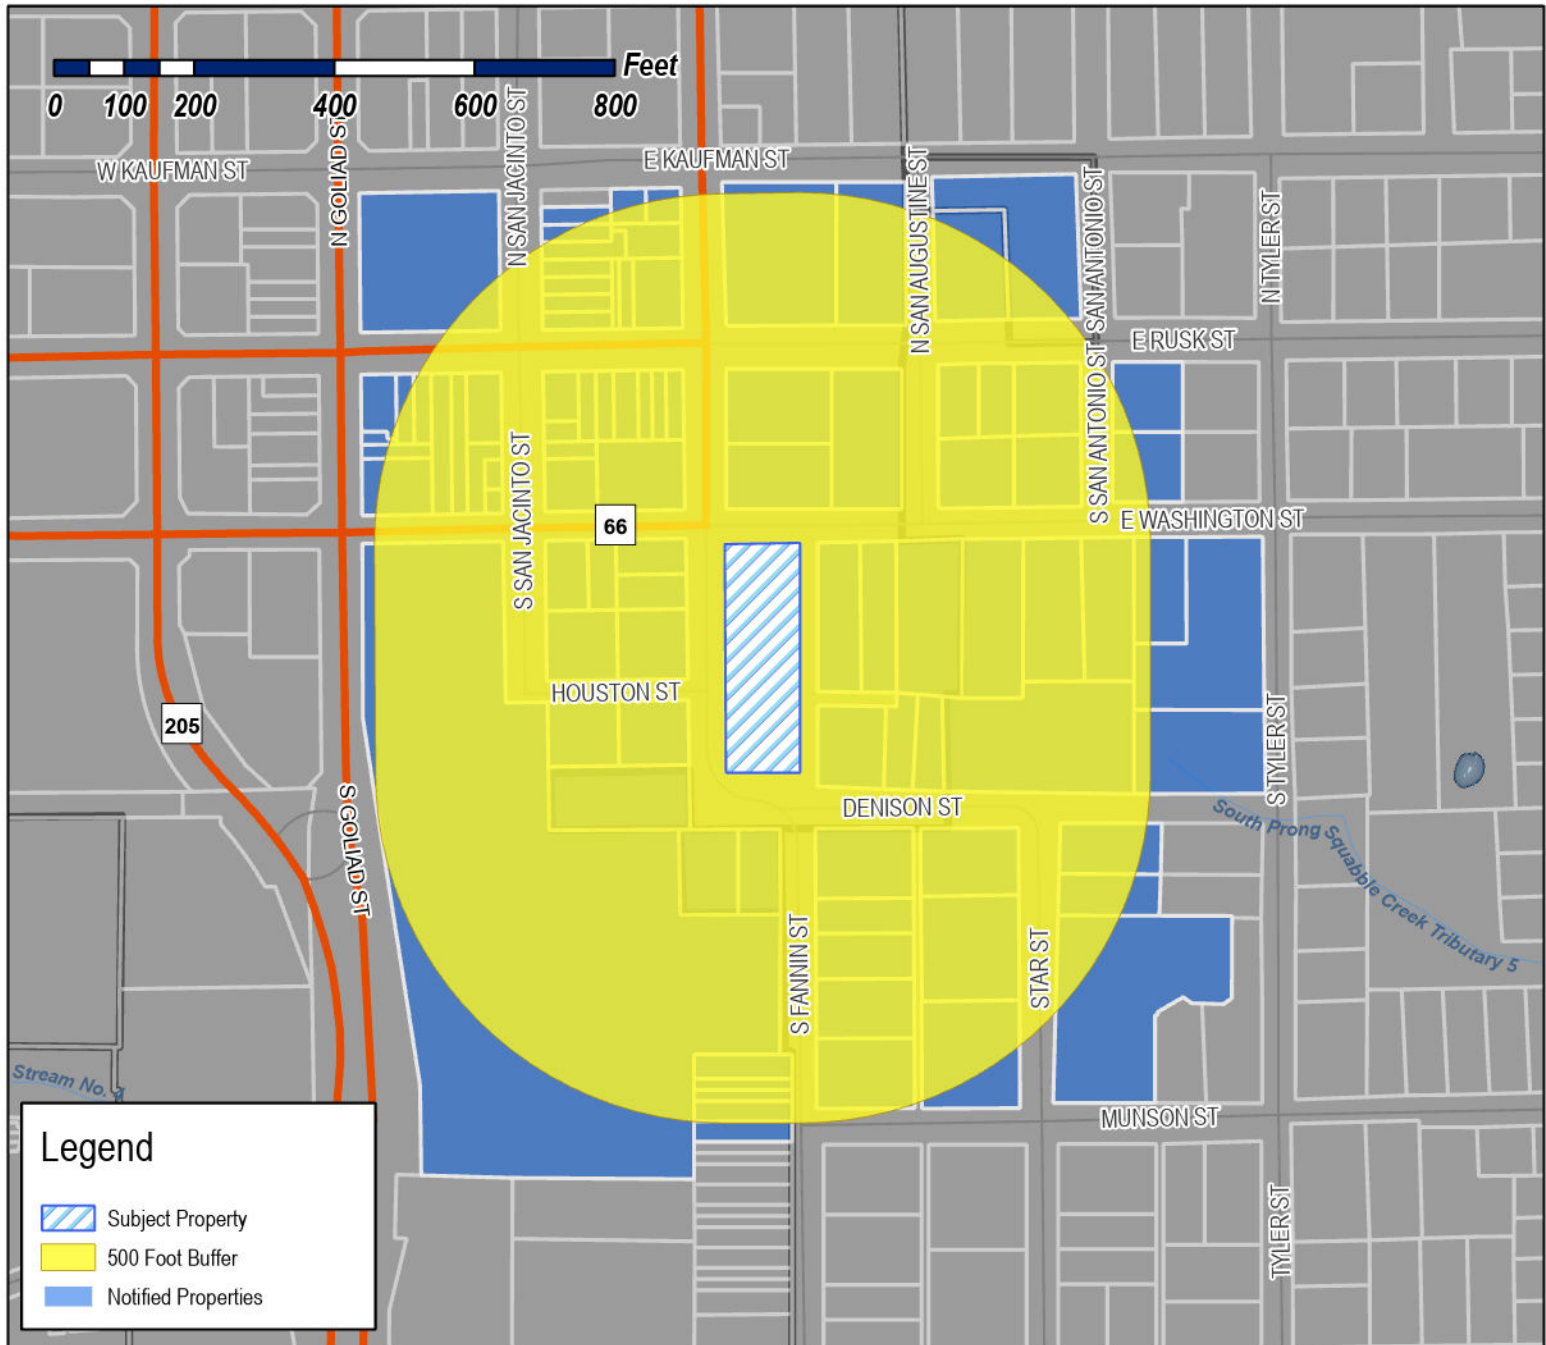 Feet
0 100 200 400 600 800
W KAUFMAN ST
N GOLIAD ST
N SAN JACINTO ST
E KAUFMAN ST
N SAN AUGUSTINE ST
N SAN ANTONIO ST
N TYLER ST
E RUSK ST
S SAN ANTONIO ST
S SAN JACINTO ST
66
E WASHINGTON ST
HOUSTON ST
205
S GOLIAD ST
DENISON ST
S TYLER ST
South Prong Squabble Creek Tributary 5
S FANNIN ST
STAR ST
Stream No. 4
MUNSON ST
TYLER ST
Legend
Subject Property
500 Foot Buffer
Notified Properties